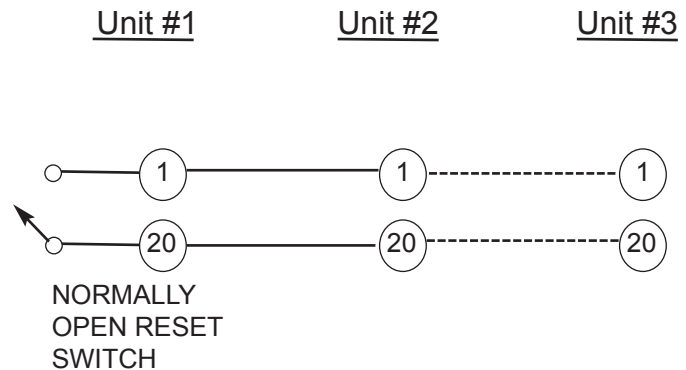 Unit #1 Unit #2 Unit #3
1 1 1
20 20 20
NORMALLY
OPEN RESET
SWITCH